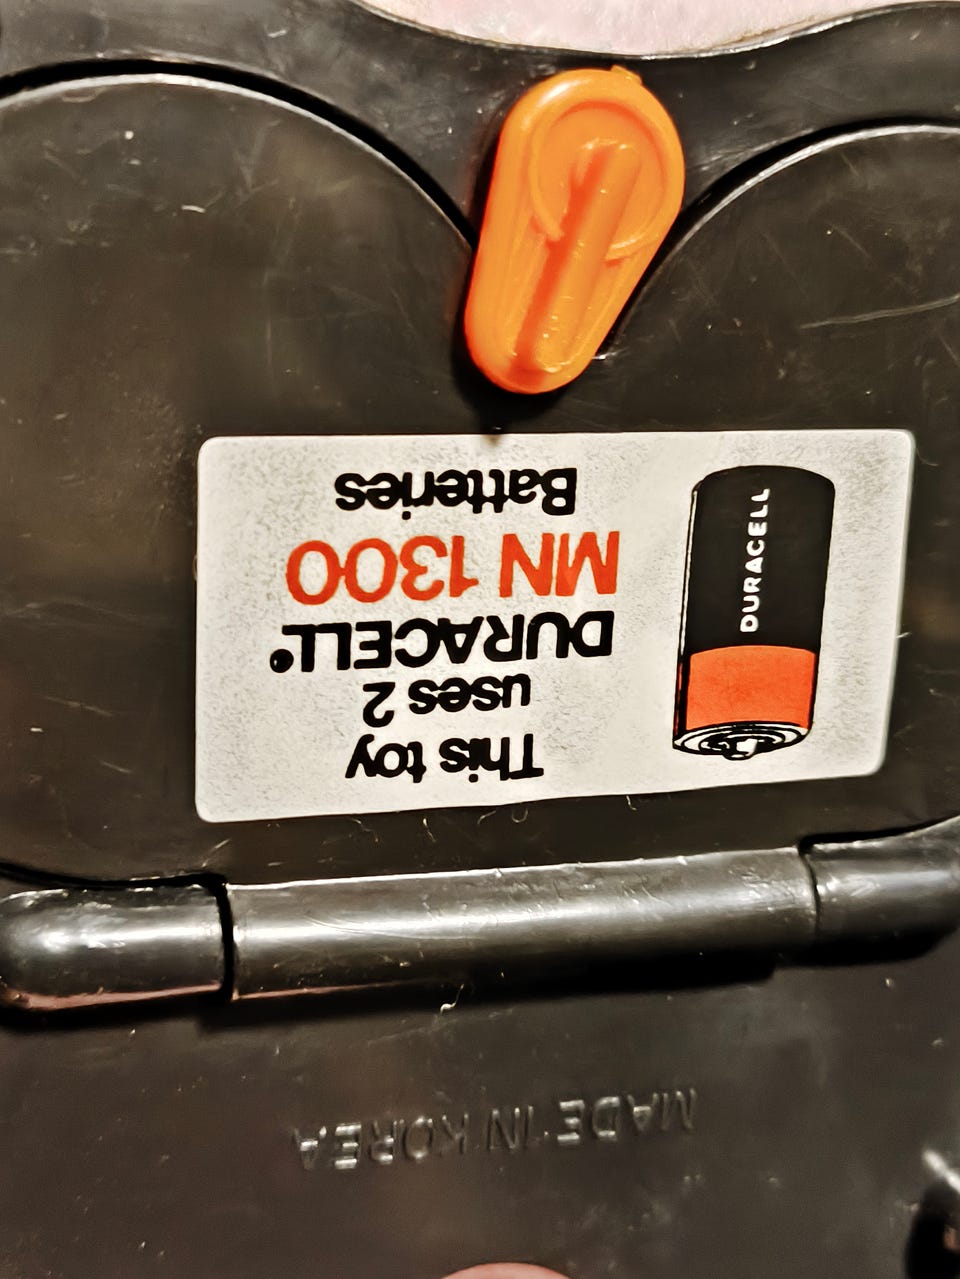 This toy
uses 2
DURACELL®
MN 1300
Batteries
DURACELL
MADE IN KOREA